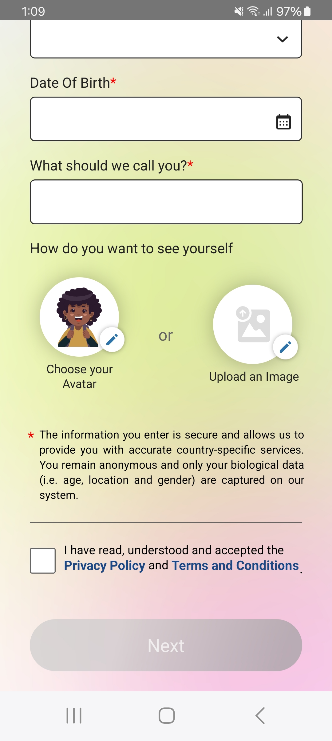 1:09
97%
Date Of Birth*
What should we call you?*
How do you want to see yourself
Choose your
Avatar
or
Upload an Image
* The information you enter is secure and allows us to
provide you with accurate country-specific services.
You remain anonymous and only your biological data
(i.e. age, location and gender) are captured on our
system.
I have read, understood and accepted the
Privacy Policy and Terms and Conditions.
Next